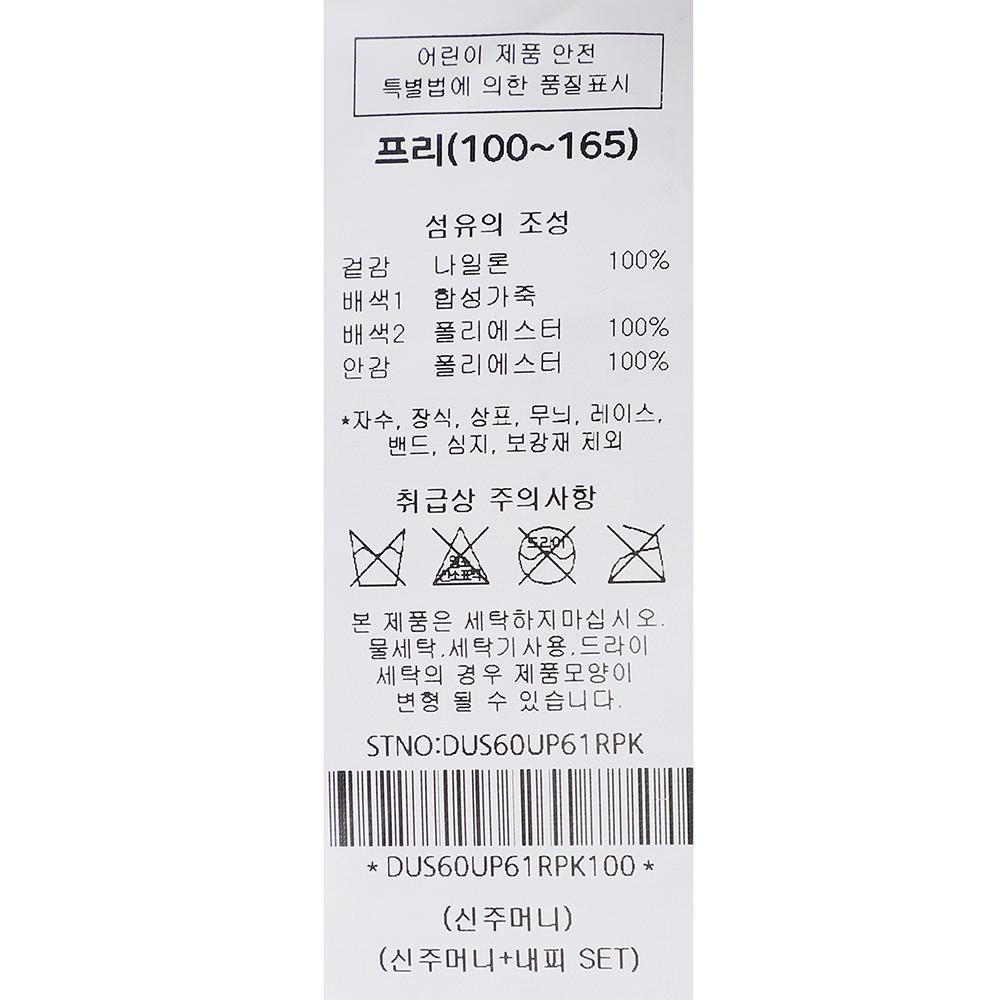 어린이 제품 안전
특별법에 의한 품질표시
프리(100~165)
섬유의 조성
겉감 나일론 100%
배색1 합성가죽
배색2 폴리에스터 100%
안감 폴리에스터 100%
*자수, 장식, 상표, 무늬, 레이스,
밴드, 심지, 보강재 제외
취급상 주의사항
드라이
본 제품은 세탁하지마십시오.
물세탁,세탁기사용,드라이
세탁의 경우 제품모양이
변형 될 수 있습니다.
STNO:DUS60UP61RPK
*DUS60UP61RPK100*
(신주머니)
(신주머니+내피 SET)